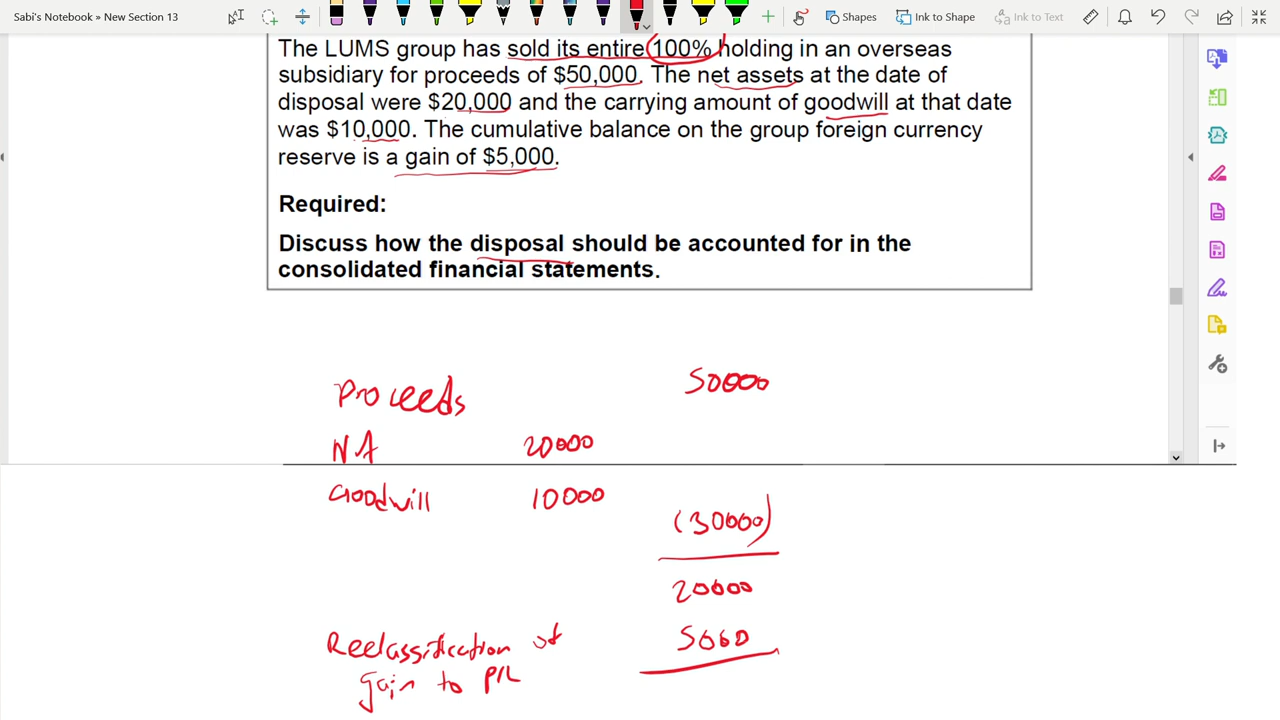 Sabi's Notebook » New Section 13
Shapes
Ink to Shape
Ink to Text
The LUMS group has sold its entire 100% holding in an overseas
subsidiary for proceeds of $50,000. The net assets at the date of
disposal were $20,000 and the carrying amount of goodwill at that date
was $10,000. The cumulative balance on the group foreign currency
reserve is a gain of $5,000.
Required:
Discuss how the disposal should be accounted for in the
consolidated financial statements.
Proceeds 50000
NA 20000
Goodwill 10000
(30000)
20000
Reclassification of 5000
gain to P/L